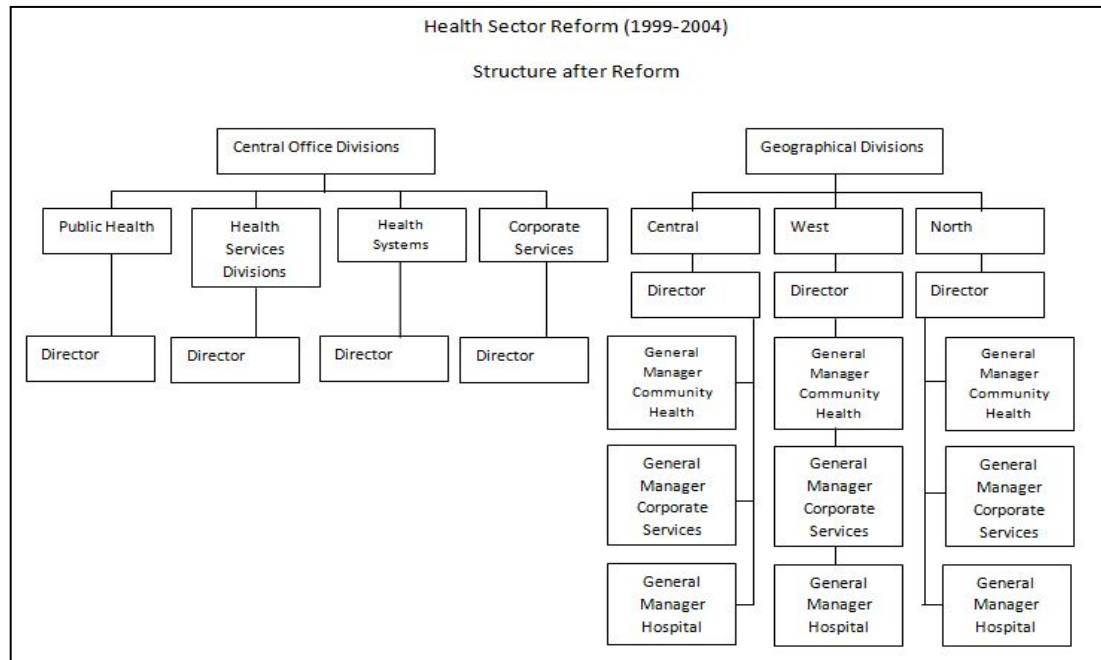 Health Sector Reform (1999-2004)
Structure after Reform
Central Office Divisions
Geographical Divisions
Public Health
Health
Services
Divisions
Health
Systems
Corporate
Services
Central
West
North
Director
Director
Director
Director
Director
Director
Director
General
Manager
Community
Health
General
Manager
Community
Health
General
Manager
Community
Health
General
Manager
Corporate
Services
General
Manager
Corporate
Services
General
Manager
Corporate
Services
General
Manager
Hospital
General
Manager
Hospital
General
Manager
Hospital